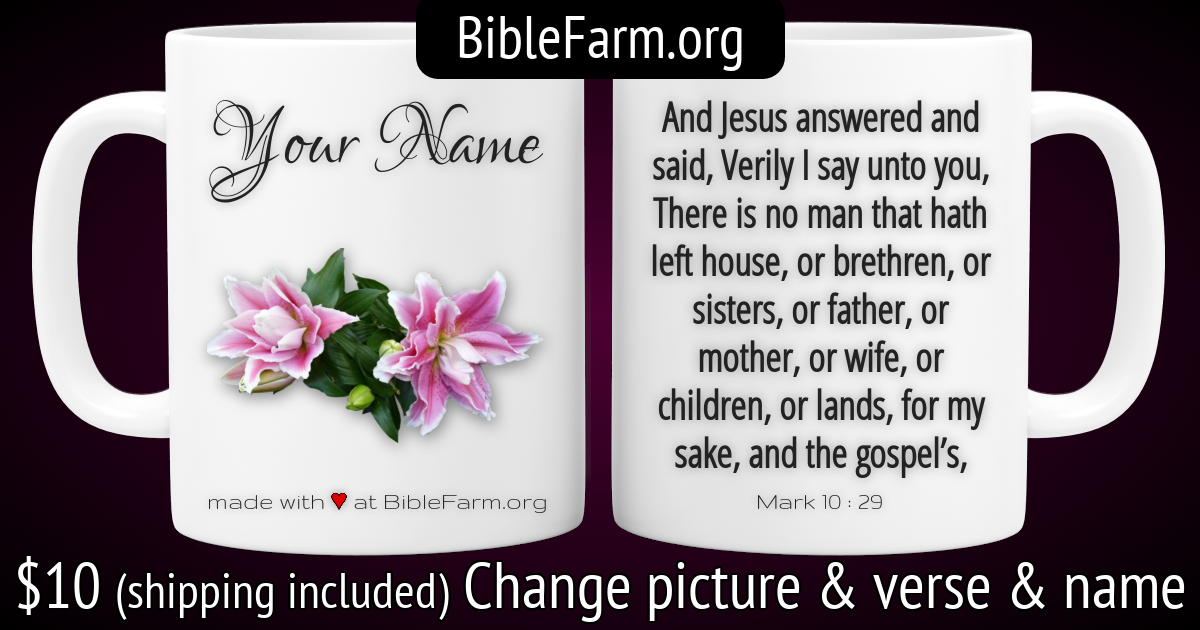 BibleFarm.org
Your Name
made with ♥ at BibleFarm.org
And Jesus answered and
said, Verily I say unto you,
There is no man that hath
left house, or brethren, or
sisters, or father, or
mother, or wife, or
children, or lands, for my
sake, and the gospel’s,
Mark 10 : 29
$10 (shipping included) Change picture & verse & name